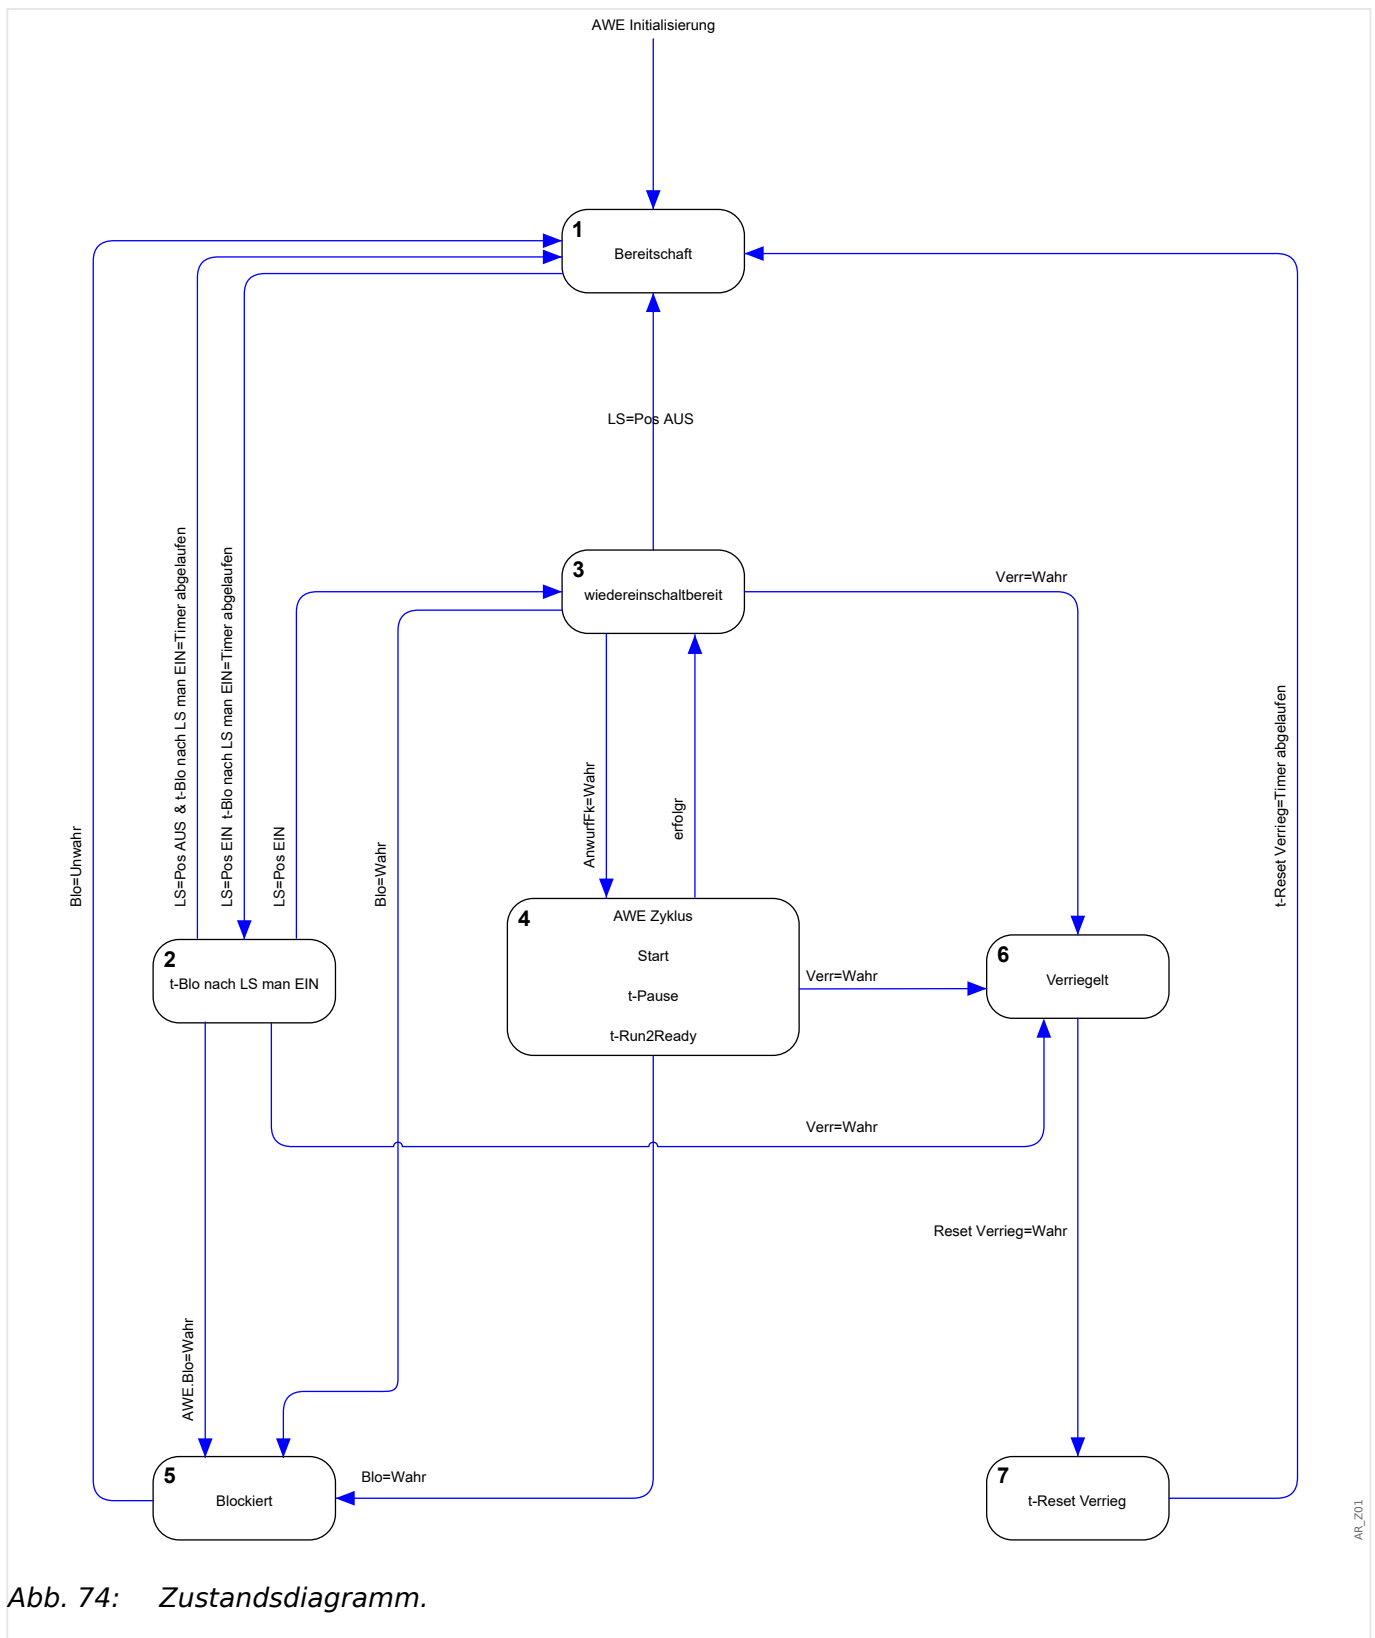 AWE Initialisierung
1
Bereitschaft
LS=Pos AUS
3
wiedereinschaltbereit
Verr=Wahr
LS=Pos AUS & t-Blo nach LS man EIN=Timer abgelaufen
LS=Pos EIN t-Blo nach LS man EIN=Timer abgelaufen
LS=Pos EIN
Blo=Unwahr
Blo=Wahr
AnwurfFk=Wahr
erfolgr
t-Reset Verrieg=Timer abgelaufen
2
t-Blo nach LS man EIN
4
AWE Zyklus
Start
t-Pause
t-Run2Ready
Verr=Wahr
6
Verriegelt
Verr=Wahr
Reset Verrieg=Wahr
AWE.Blo=Wahr
5
Blockiert
Blo=Wahr
7
t-Reset Verrieg
AR_Z01
Abb. 74: Zustandsdiagramm.